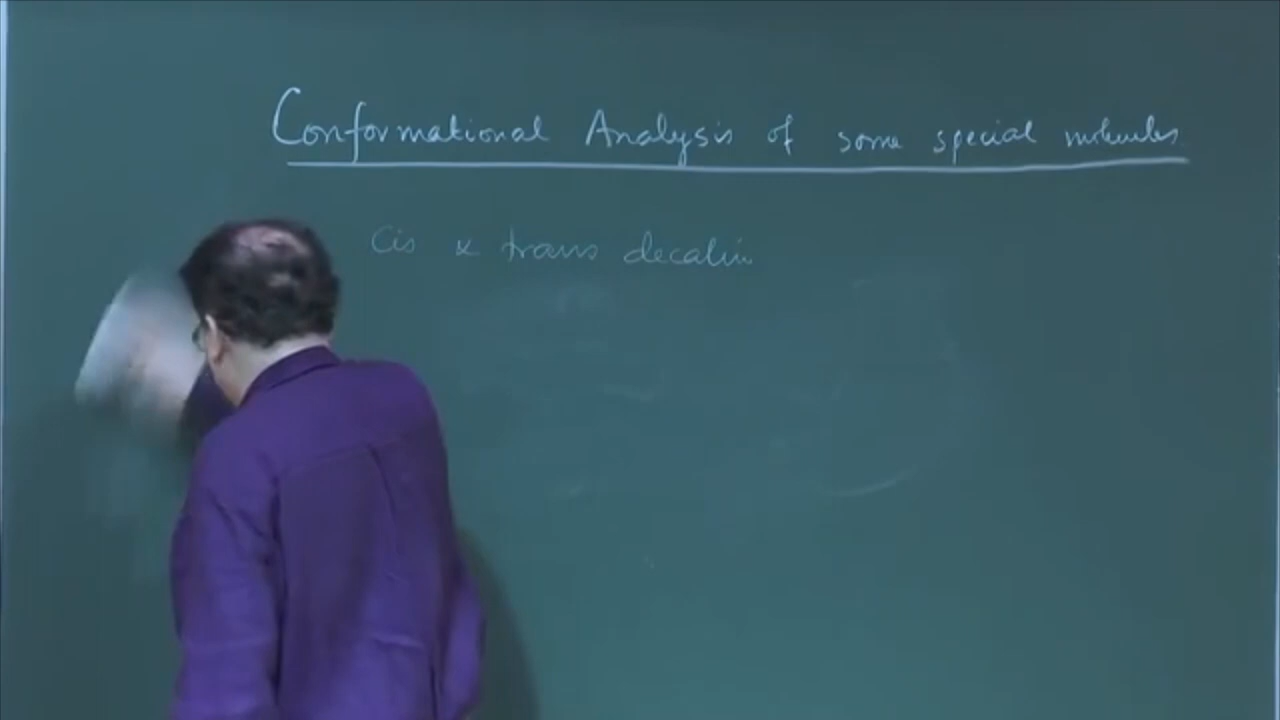 Conformational Analysis of some special molecules
Cis & trans decalin